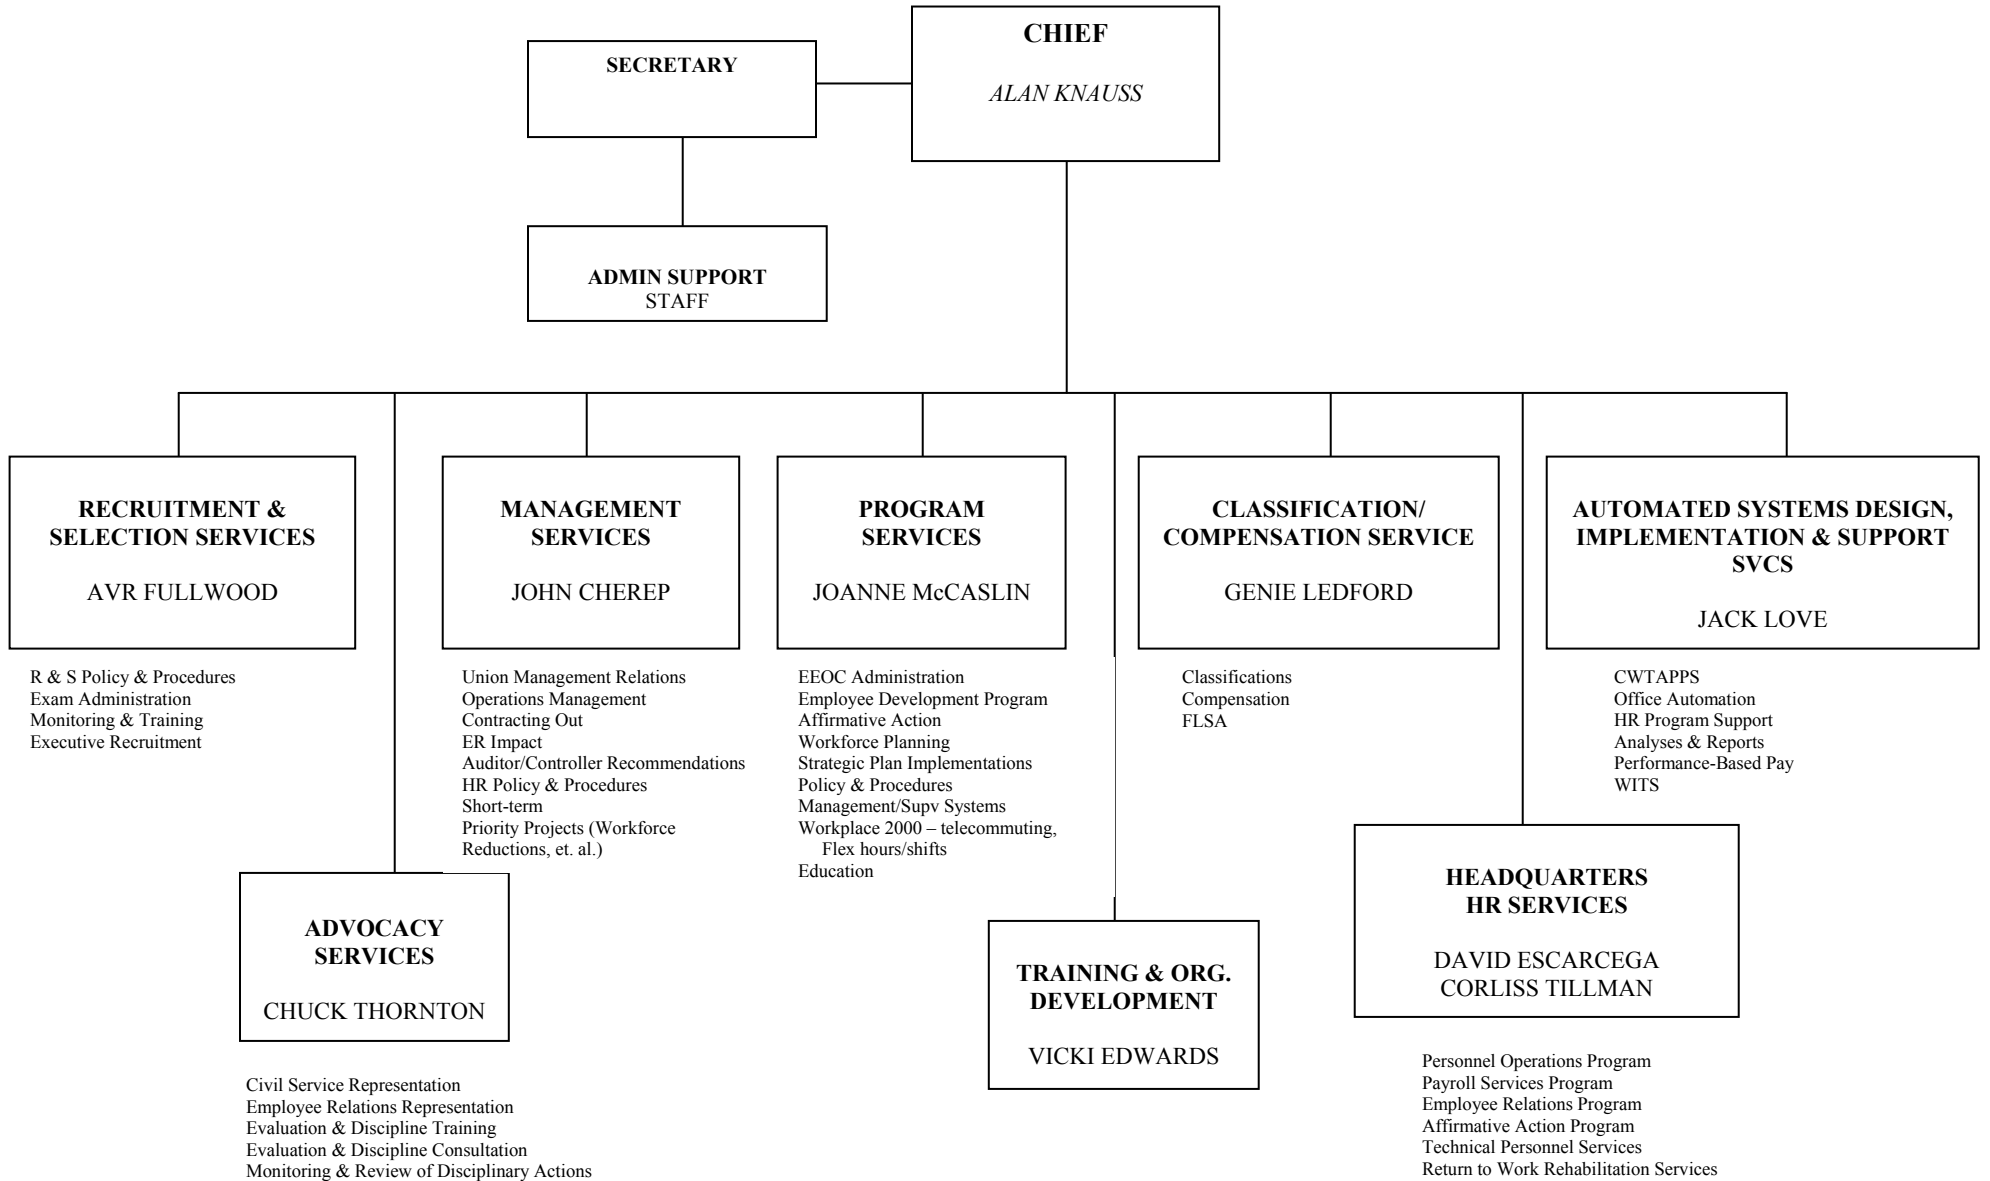 CHIEF
ALAN KNAUSS
SECRETARY
ADMIN SUPPORT
STAFF
RECRUITMENT &
SELECTION SERVICES
AVR FULLWOOD
R & S Policy & Procedures
Exam Administration
Monitoring & Training
Executive Recruitment
MANAGEMENT
SERVICES
JOHN CHEREP
Union Management Relations
Operations Management
Contracting Out
ER Impact
Auditor/Controller Recommendations
HR Policy & Procedures
Short-term
Priority Projects (Workforce
Reductions, et. al.)
PROGRAM
SERVICES
JOANNE McCASLIN
EEOC Administration
Employee Development Program
Affirmative Action
Workforce Planning
Strategic Plan Implementations
Policy & Procedures
Management/Supv Systems
Workplace 2000 – telecommuting,
Flex hours/shifts
Education
CLASSIFICATION/
COMPENSATION SERVICE
GENIE LEDFORD
Classifications
Compensation
FLSA
AUTOMATED SYSTEMS DESIGN,
IMPLEMENTATION & SUPPORT
SVCS
JACK LOVE
CWTAPPS
Office Automation
HR Program Support
Analyses & Reports
Performance-Based Pay
WITS
ADVOCACY
SERVICES
CHUCK THORNTON
Civil Service Representation
Employee Relations Representation
Evaluation & Discipline Training
Evaluation & Discipline Consultation
Monitoring & Review of Disciplinary Actions
TRAINING & ORG.
DEVELOPMENT
VICKI EDWARDS
HEADQUARTERS
HR SERVICES
DAVID ESCARCEGA
CORLISS TILLMAN
Personnel Operations Program
Payroll Services Program
Employee Relations Program
Affirmative Action Program
Technical Personnel Services
Return to Work Rehabilitation Services